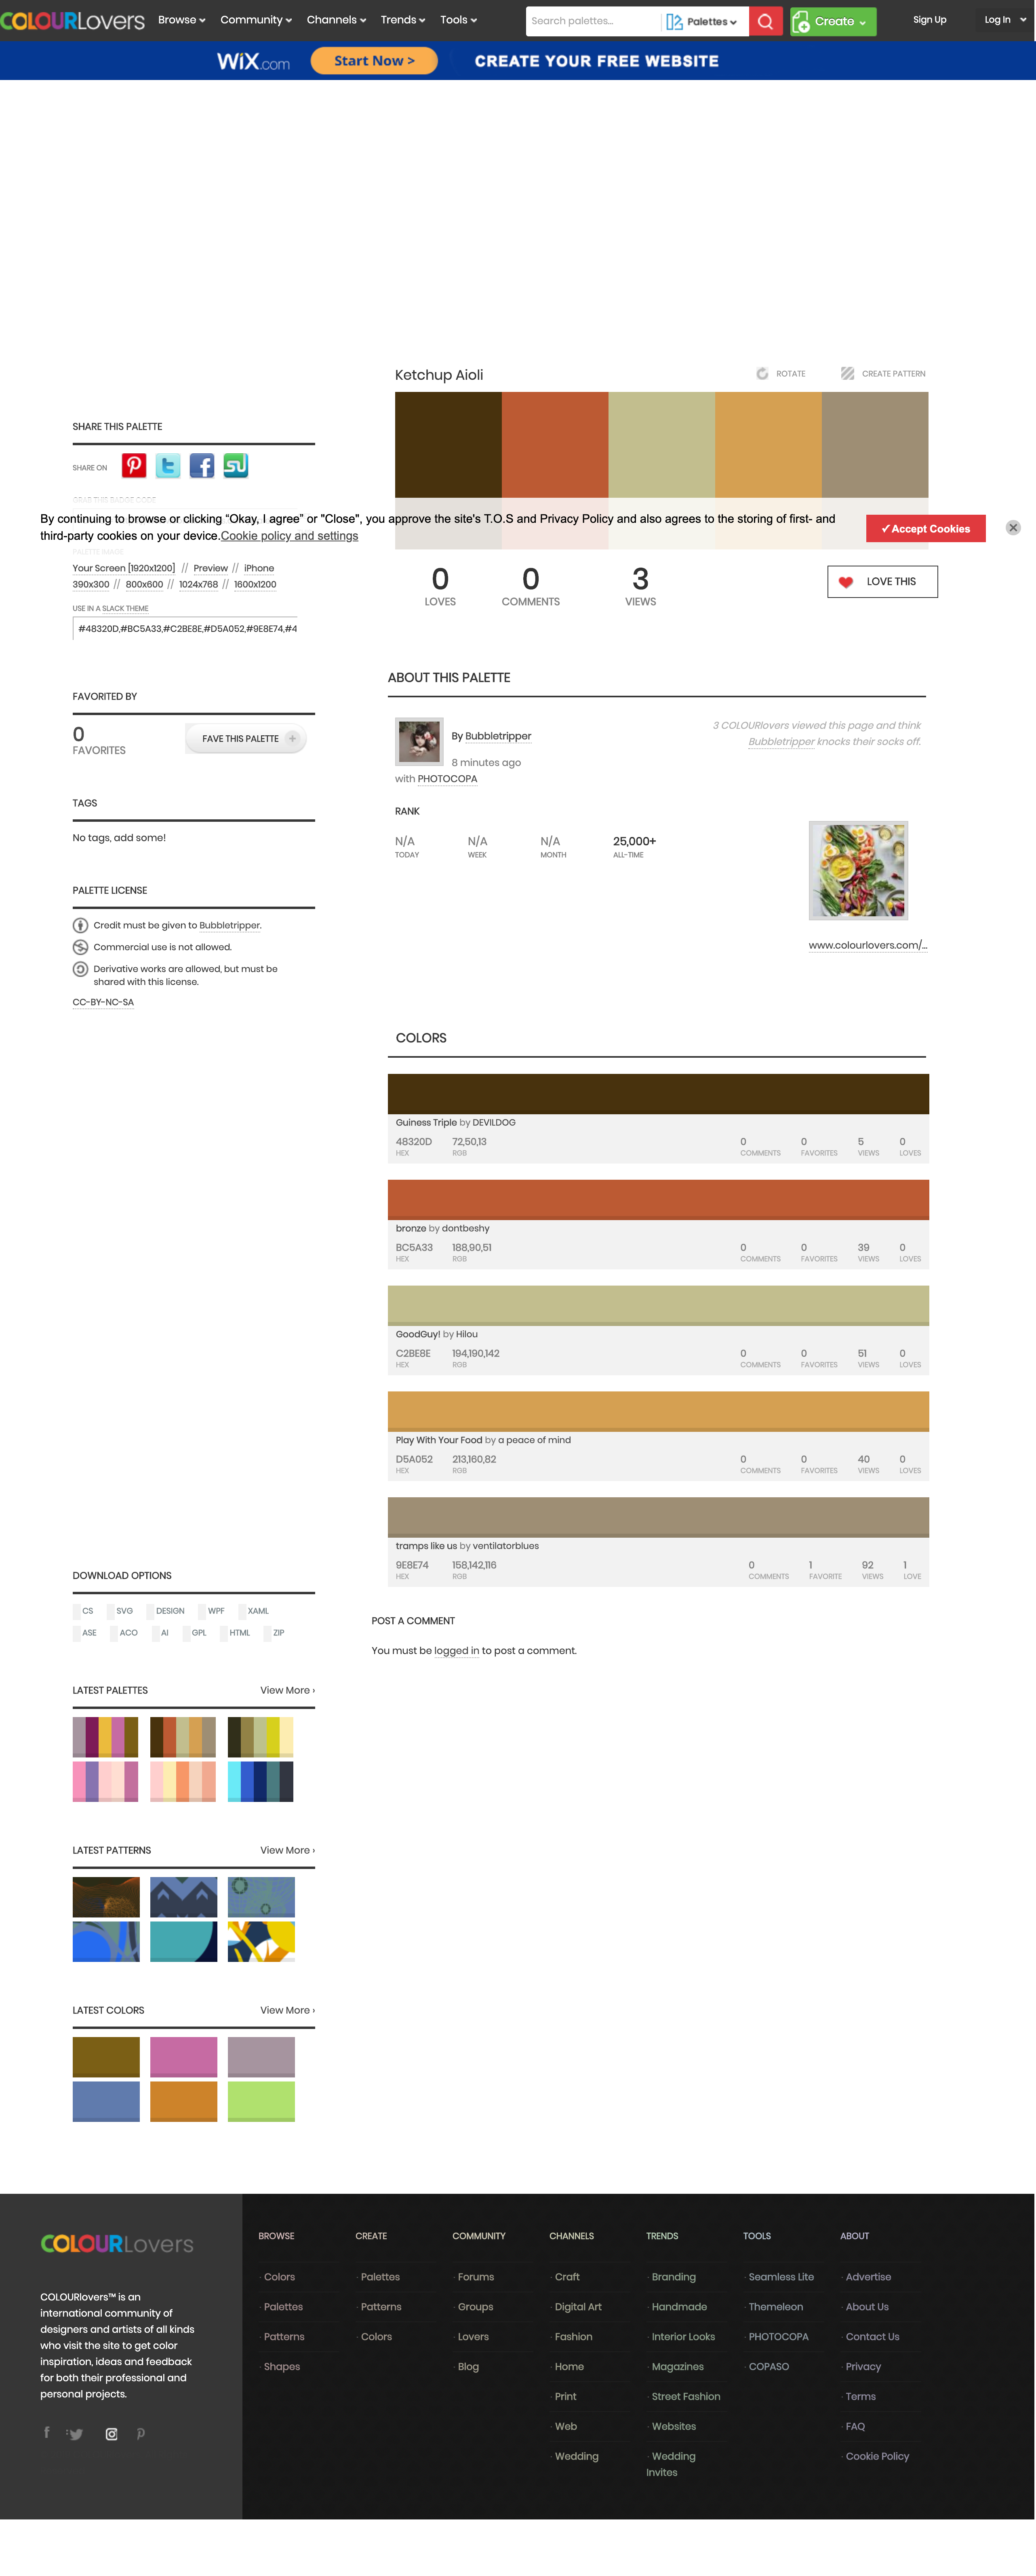 COLOURLovers Browse Community Channels Trends Tools Search palettes... Palettes Create Sign Up Log In
WiX.com Start Now > CREATE YOUR FREE WEBSITE
Ketchup Aioli ROTATE CREATE PATTERN
SHARE THIS PALETTE
SHARE ON
GRAB THIS BADGE CODE
By continuing to browse or clicking “Okay, I agree” or "Close", you approve the site's T.O.S and Privacy Policy and also agrees to the storing of first- and
third-party cookies on your device.Cookie policy and settings
✓Accept Cookies
PALETTE IMAGE
Your Screen [1920x1200] // Preview // iPhone
390x300 // 800x600 // 1024x768 // 1600x1200
USE IN A SLACK THEME
#48320D,#BC5A33,#C2BE8E,#D5A052,#9E8E74,#4
0 0 3
LOVES COMMENTS VIEWS
LOVE THIS
FAVORITED BY
0
FAVORITES
FAVE THIS PALETTE
TAGS
No tags, add some!
PALETTE LICENSE
Credit must be given to Bubbletripper.
Commercial use is not allowed.
Derivative works are allowed, but must be
shared with this license.
CC-BY-NC-SA
ABOUT THIS PALETTE
By Bubbletripper
8 minutes ago
with PHOTOCOPA
3 COLOURlovers viewed this page and think
Bubbletripper knocks their socks off.
RANK
N/A N/A N/A 25,000+
TODAY WEEK MONTH ALL-TIME
www.colourlovers.com/...
COLORS
Guiness Triple by DEVILDOG
48320D 72,50,13 0 0 5 0
HEX RGB COMMENTS FAVORITES VIEWS LOVES
bronze by dontbeshy
BC5A33 188,90,51 0 0 39 0
HEX RGB COMMENTS FAVORITES VIEWS LOVES
GoodGuy! by Hilou
C2BE8E 194,190,142 0 0 51 0
HEX RGB COMMENTS FAVORITES VIEWS LOVES
Play With Your Food by a peace of mind
D5A052 213,160,82 0 0 40 0
HEX RGB COMMENTS FAVORITES VIEWS LOVES
tramps like us by ventilatorblues
9E8E74 158,142,116 0 1 92 1
HEX RGB COMMENTS FAVORITE VIEWS LOVE
POST A COMMENT
You must be logged in to post a comment.
DOWNLOAD OPTIONS
CS SVG DESIGN WPF XAML
ASE ACO AI GPL HTML ZIP
LATEST PALETTES View More ›
LATEST PATTERNS View More ›
LATEST COLORS View More ›
COLOURLovers
COLOURlovers™ is an
international community of
designers and artists of all kinds
who visit the site to get color
inspiration, ideas and feedback
for both their professional and
personal projects.
BROWSE
· Colors
· Palettes
· Patterns
· Shapes
CREATE
· Palettes
· Patterns
· Colors
COMMUNITY
· Forums
· Groups
· Lovers
· Blog
CHANNELS
· Craft
· Digital Art
· Fashion
· Home
· Print
· Web
· Wedding
TRENDS
· Branding
· Handmade
· Interior Looks
· Magazines
· Street Fashion
· Websites
· Wedding
Invites
TOOLS
· Seamless Lite
· Themeleon
· PHOTOCOPA
· COPASO
ABOUT
· Advertise
· About Us
· Contact Us
· Privacy
· Terms
· FAQ
· Cookie Policy